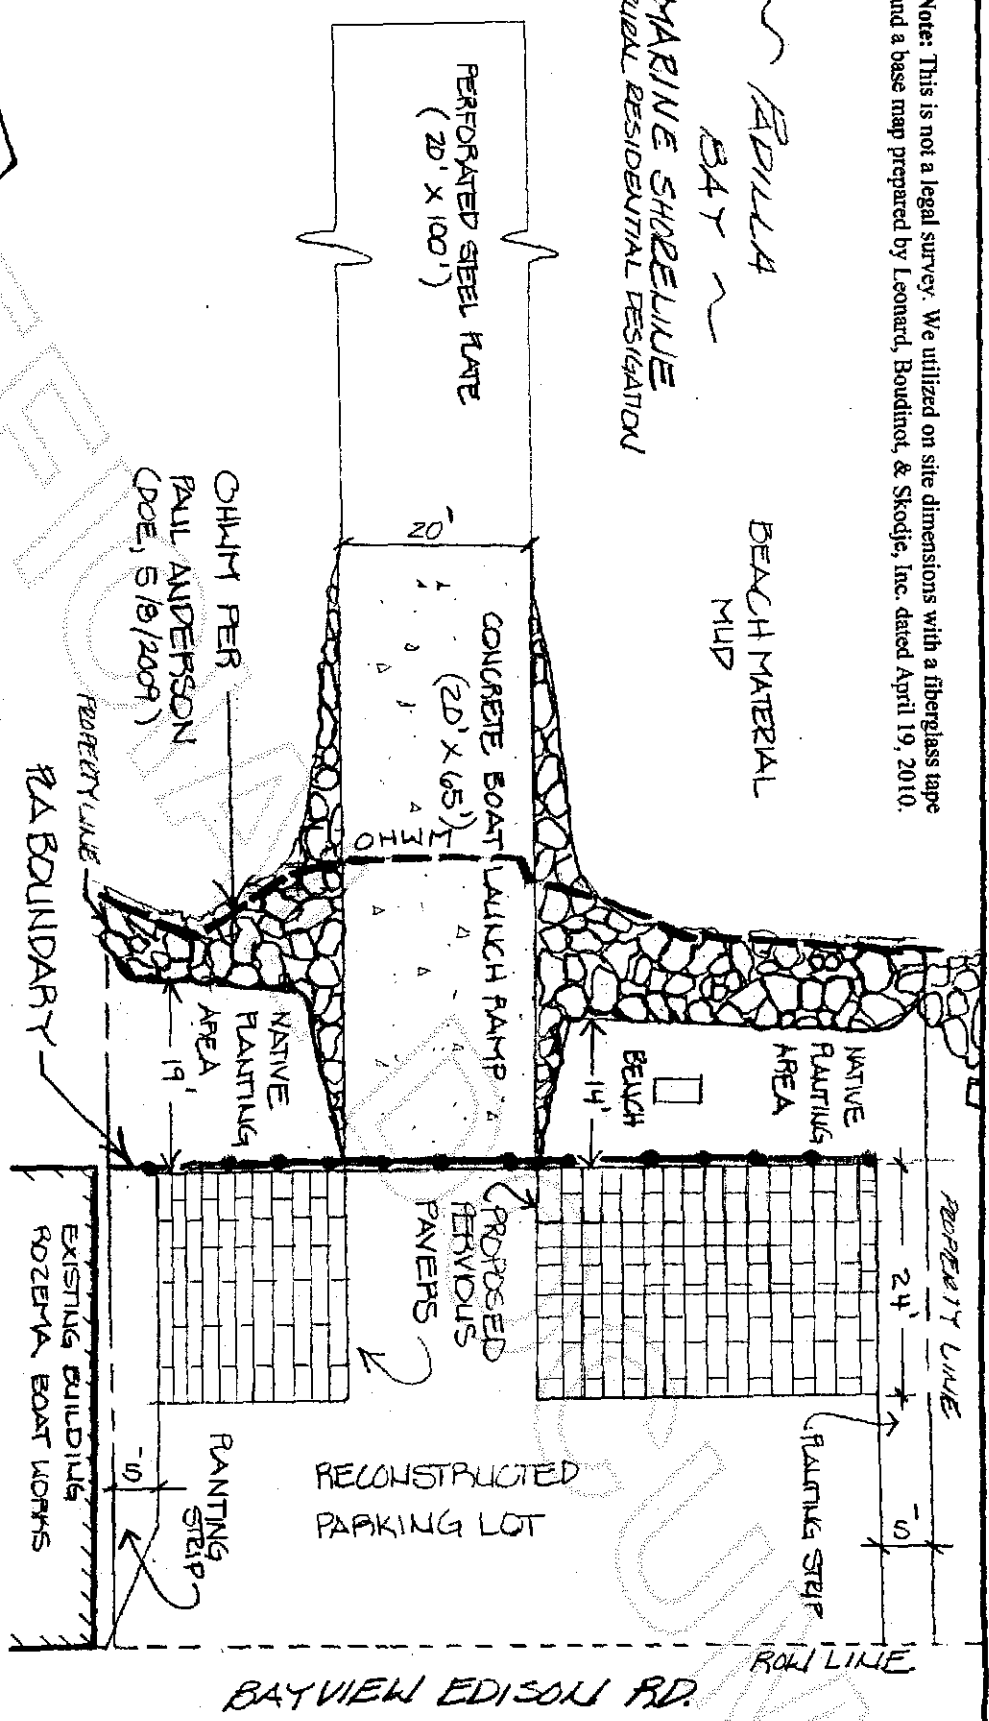 Note: This is not a legal survey. We utilized on site dimensions with a fiberglass tape
and a base map prepared by Leonard, Boudinot, & Skodje, Inc. dated April 19, 2010.
~ PADILLA
BAY ~
MARINE SHORELINE
RURAL RESIDENTIAL DESIGATION
BEACH MATERIAL
MUD
PERFORATED STEEL PLATE
(20' X 100')
20'
CONCRETE BOAT LAUNCH RAMP
(20' X 65')
OHWM
OHWM PER
PAUL ANDERSON
(DOE, 5/8/2009)
PROPERTY LINE
PLA BOUNDARY
NATIVE
PLANTING
AREA
19'
NATIVE
PLANTING
AREA
BENCH
14'
PROPOSED
PERVIOUS
PAVERS
PROPERTY LINE
24'
PLANTING STRIP
5'
PLANTING
STRIP
5'
EXISTING BUILDING
ROZEMA BOAT WORKS
RECONSTRUCTED
PARKING LOT
ROW LINE
BAYVIEW EDISON RD.